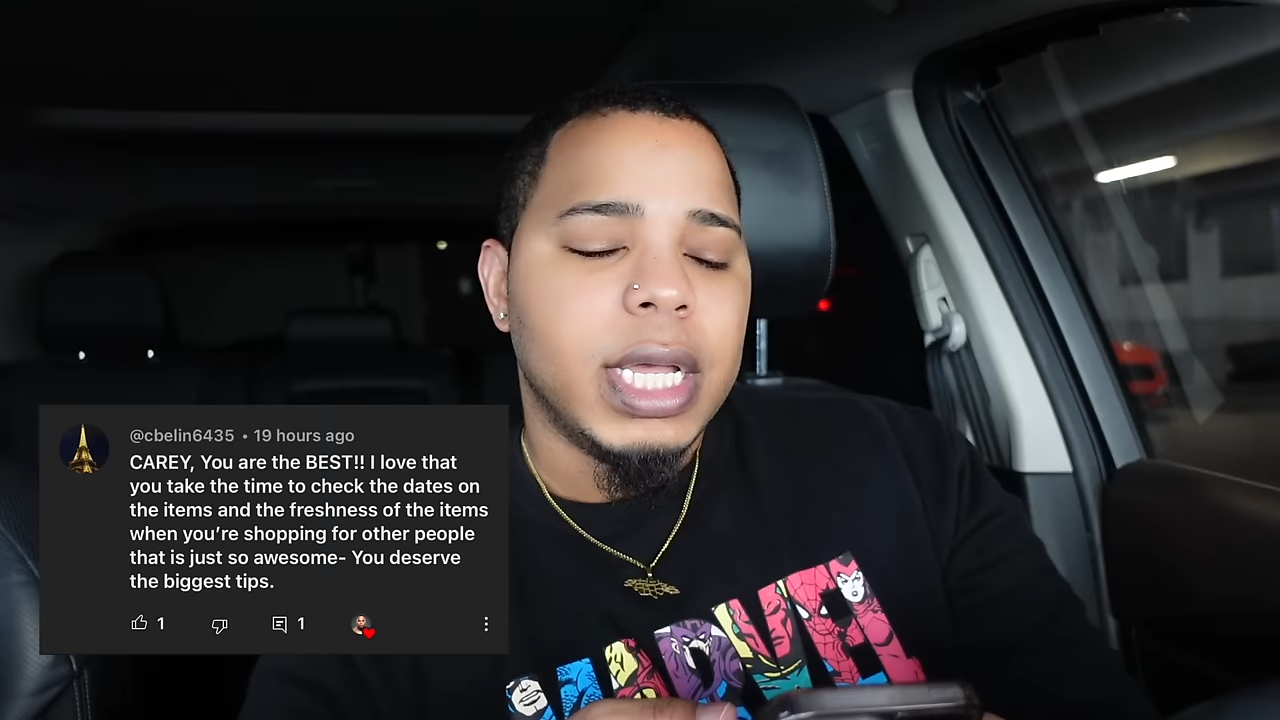 @cbelin6435 • 19 hours ago
CAREY, You are the BEST!! I love that
you take the time to check the dates on
the items and the freshness of the items
when you're shopping for other people
that is just so awesome- You deserve
the biggest tips.
1
1
MARVEL